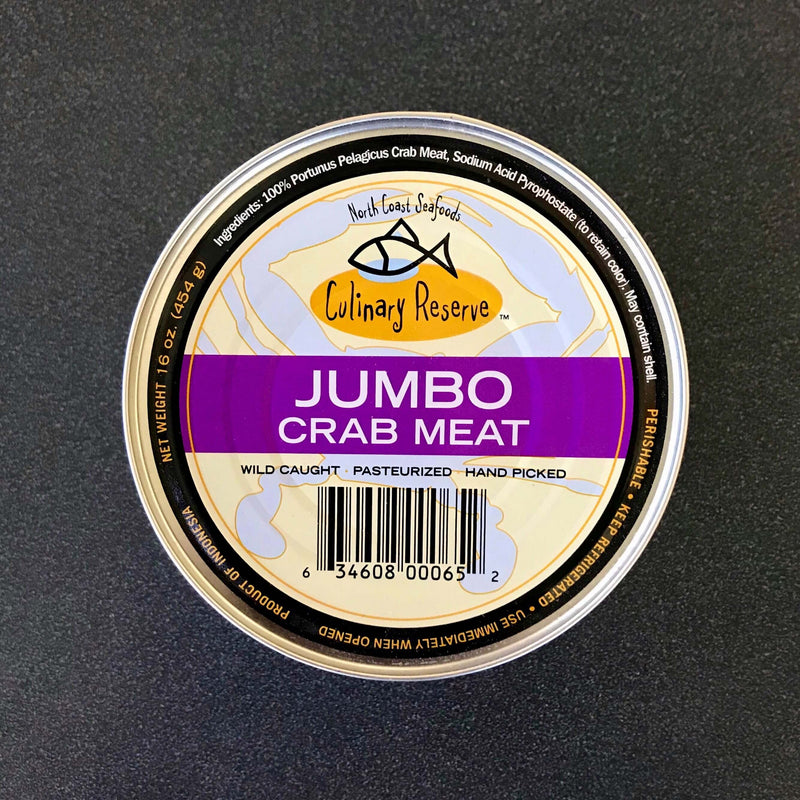 Ingredients: 100% Portunus Pelagicus Crab Meat, Sodium Acid Pyrophostate (to retain color). May contain shell.
North Coast Seafoods
Culinary Reserve ™
JUMBO
CRAB MEAT
WILD CAUGHT · PASTEURIZED · HAND PICKED
6 34608 00065 2
NET WEIGHT 16 oz. (454 g)
PERISHABLE • KEEP REFRIGERATED • USE IMMEDIATELY WHEN OPENED
PRODUCT OF INDONESIA